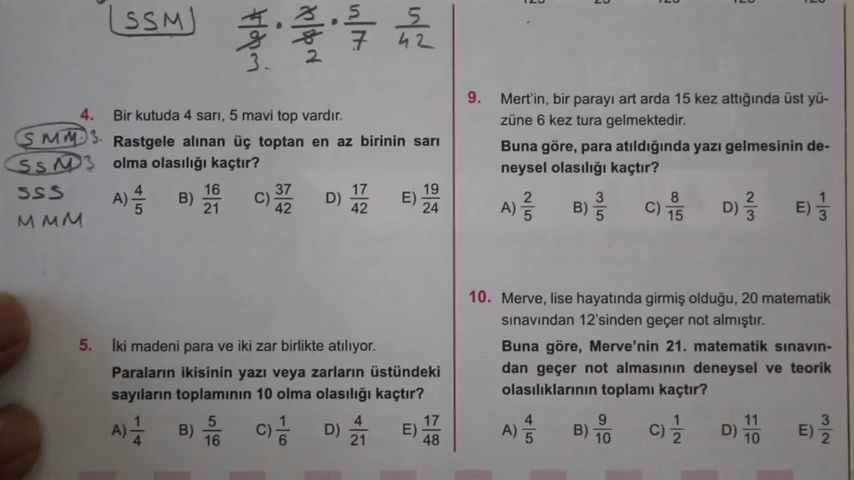 SSM
4/9 · 3/8 · 5/7 5/42
3. 2
4. Bir kutuda 4 sarı, 5 mavi top vardır.
Rastgele alınan üç toptan en az birinin sarı
olma olasılığı kaçtır?
A) 4/5 B) 16/21 C) 37/42 D) 17/42 E) 19/24
SMM 3.
SSM 3
SSS
MMM
5. İki madeni para ve iki zar birlikte atılıyor.
Paraların ikisinin yazı veya zarların üstündeki
sayıların toplamının 10 olma olasılığı kaçtır?
A) 1/4 B) 5/16 C) 1/6 D) 4/21 E) 17/48
9. Mert'in, bir parayı art arda 15 kez attığında üst yü-
züne 6 kez tura gelmektedir.
Buna göre, para atıldığında yazı gelmesinin de-
neysel olasılığı kaçtır?
A) 2/5 B) 3/5 C) 8/15 D) 2/3 E) 1/3
10. Merve, lise hayatında girmiş olduğu, 20 matematik
sınavından 12'sinden geçer not almıştır.
Buna göre, Merve'nin 21. matematik sınavın-
dan geçer not almasının deneysel ve teorik
olasılıklarının toplamı kaçtır?
A) 4/5 B) 9/10 C) 1/2 D) 11/10 E) 3/2